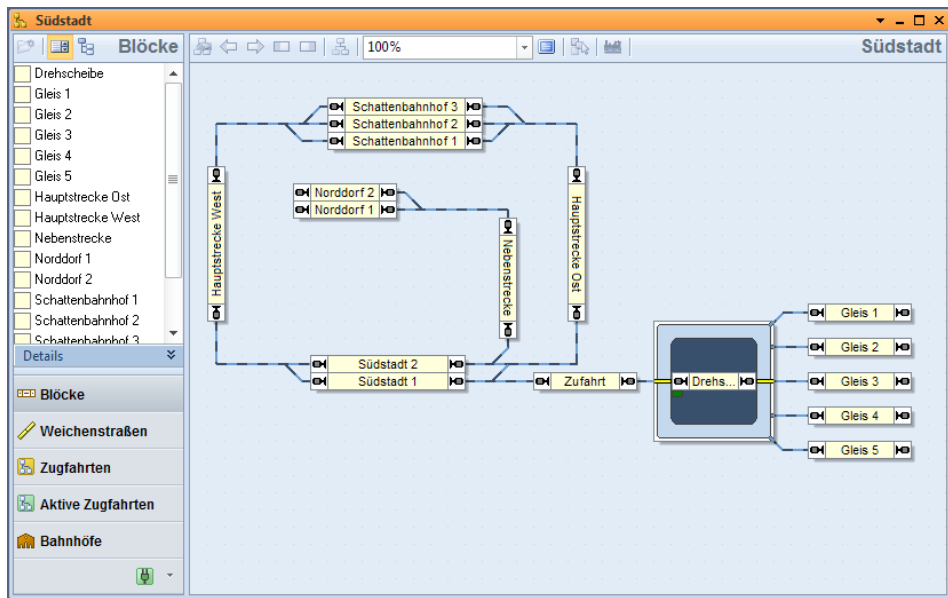 Südstadt
Blöcke
100%
Südstadt
Drehscheibe
Gleis 1
Gleis 2
Gleis 3
Gleis 4
Gleis 5
Hauptstrecke Ost
Hauptstrecke West
Nebenstrecke
Norddorf 1
Norddorf 2
Schattenbahnhof 1
Schattenbahnhof 2
Schattenbahnhof 3
Details
Blöcke
Weichenstraßen
Zugfahrten
Aktive Zugfahrten
Bahnhöfe
Schattenbahnhof 3
Schattenbahnhof 2
Schattenbahnhof 1
Hauptstrecke West
Norddorf 2
Norddorf 1
Nebenstrecke
Hauptstrecke Ost
Südstadt 2
Südstadt 1
Zufahrt
Drehs...
Gleis 1
Gleis 2
Gleis 3
Gleis 4
Gleis 5